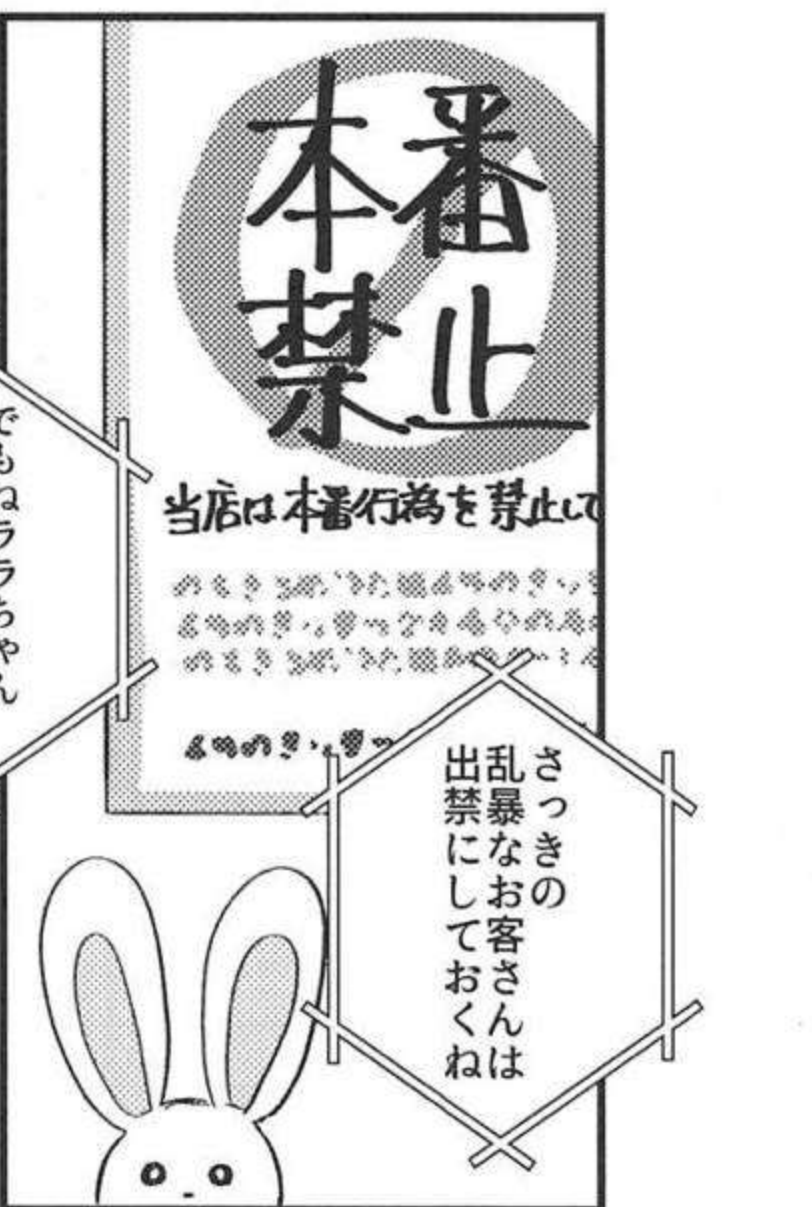 本番
禁止
当店は本番行為を禁止して
さっきの
乱暴なお客さんは
出禁にしておくね
でもねララちゃん